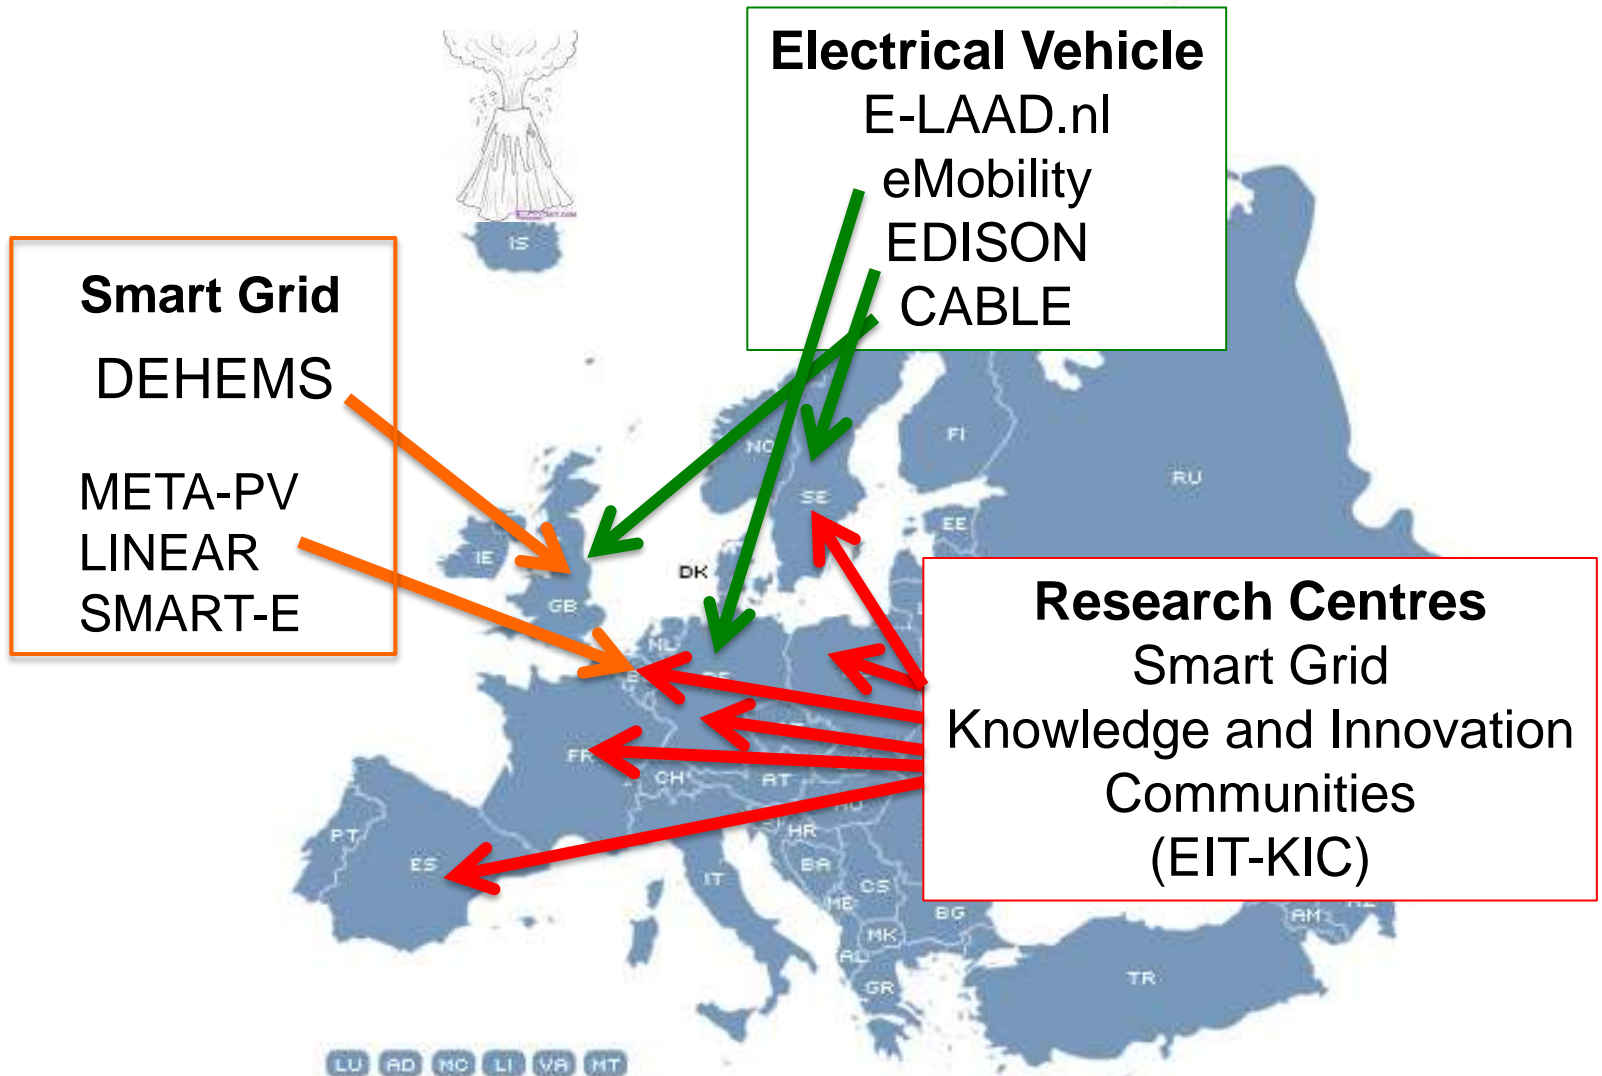 Electrical Vehicle
E-LAAD.nl
eMobility
EDISON
CABLE
Smart Grid
DEHEMS
META-PV
LINEAR
SMART-E
Research Centres
Smart Grid
Knowledge and Innovation
Communities
(EIT-KIC)
IS
NO
SE
FI
RU
EE
IE
GB
DK
NL
FR
CH
AT
PT
ES
IT
HR
BA
CS
ME
BG
MK
AL
GR
TR
AM
LU AD MC LI VA MT